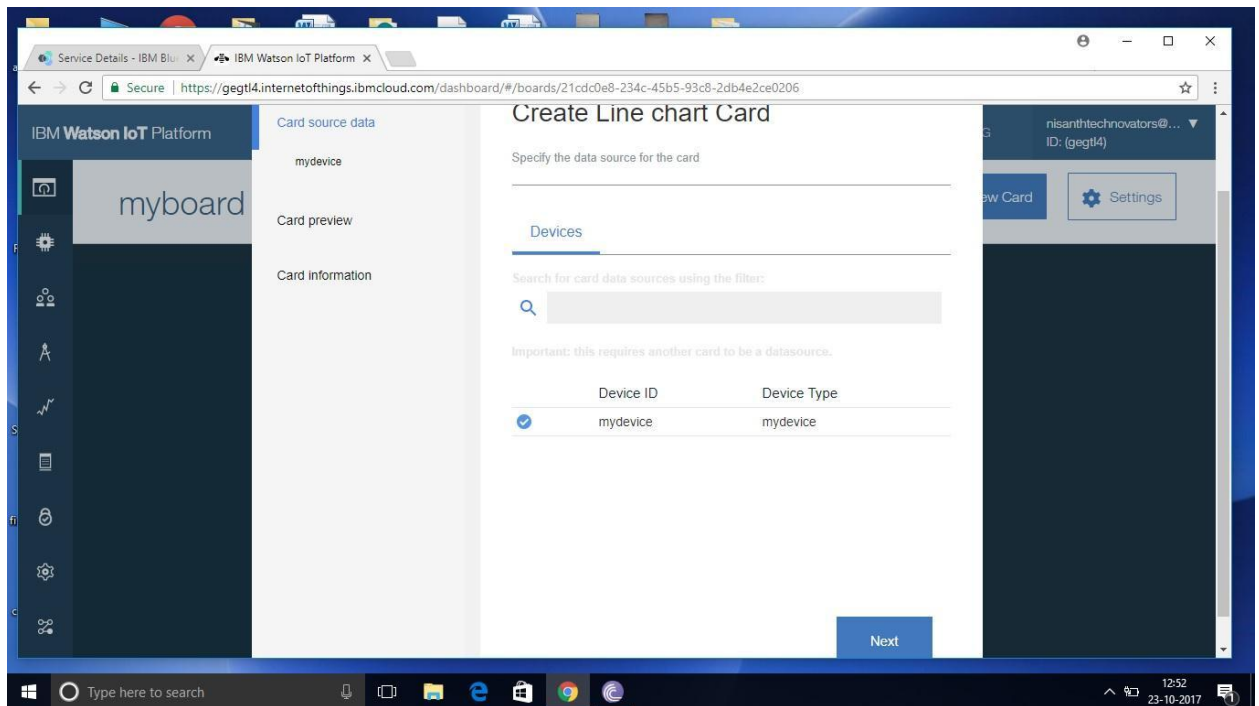 Service Details - IBM Blu
IBM Watson IoT Platform
Secure https://gegtl4.internetofthings.ibmcloud.com/dashboard/#/boards/21cdc0e8-234c-45b5-93c8-2db4e2ce0206
IBM Watson IoT Platform
nisanthtechnovators@...
ID: (gegtl4)
myboard
Card
Settings
Card source data
mydevice
Card preview
Card information
Create Line chart Card
Specify the data source for the card
Devices
Search for card data sources using the filter:
Important: this requires another card to be a datasource.
Device ID Device Type
mydevice mydevice
Next
Type here to search
12:52
23-10-2017